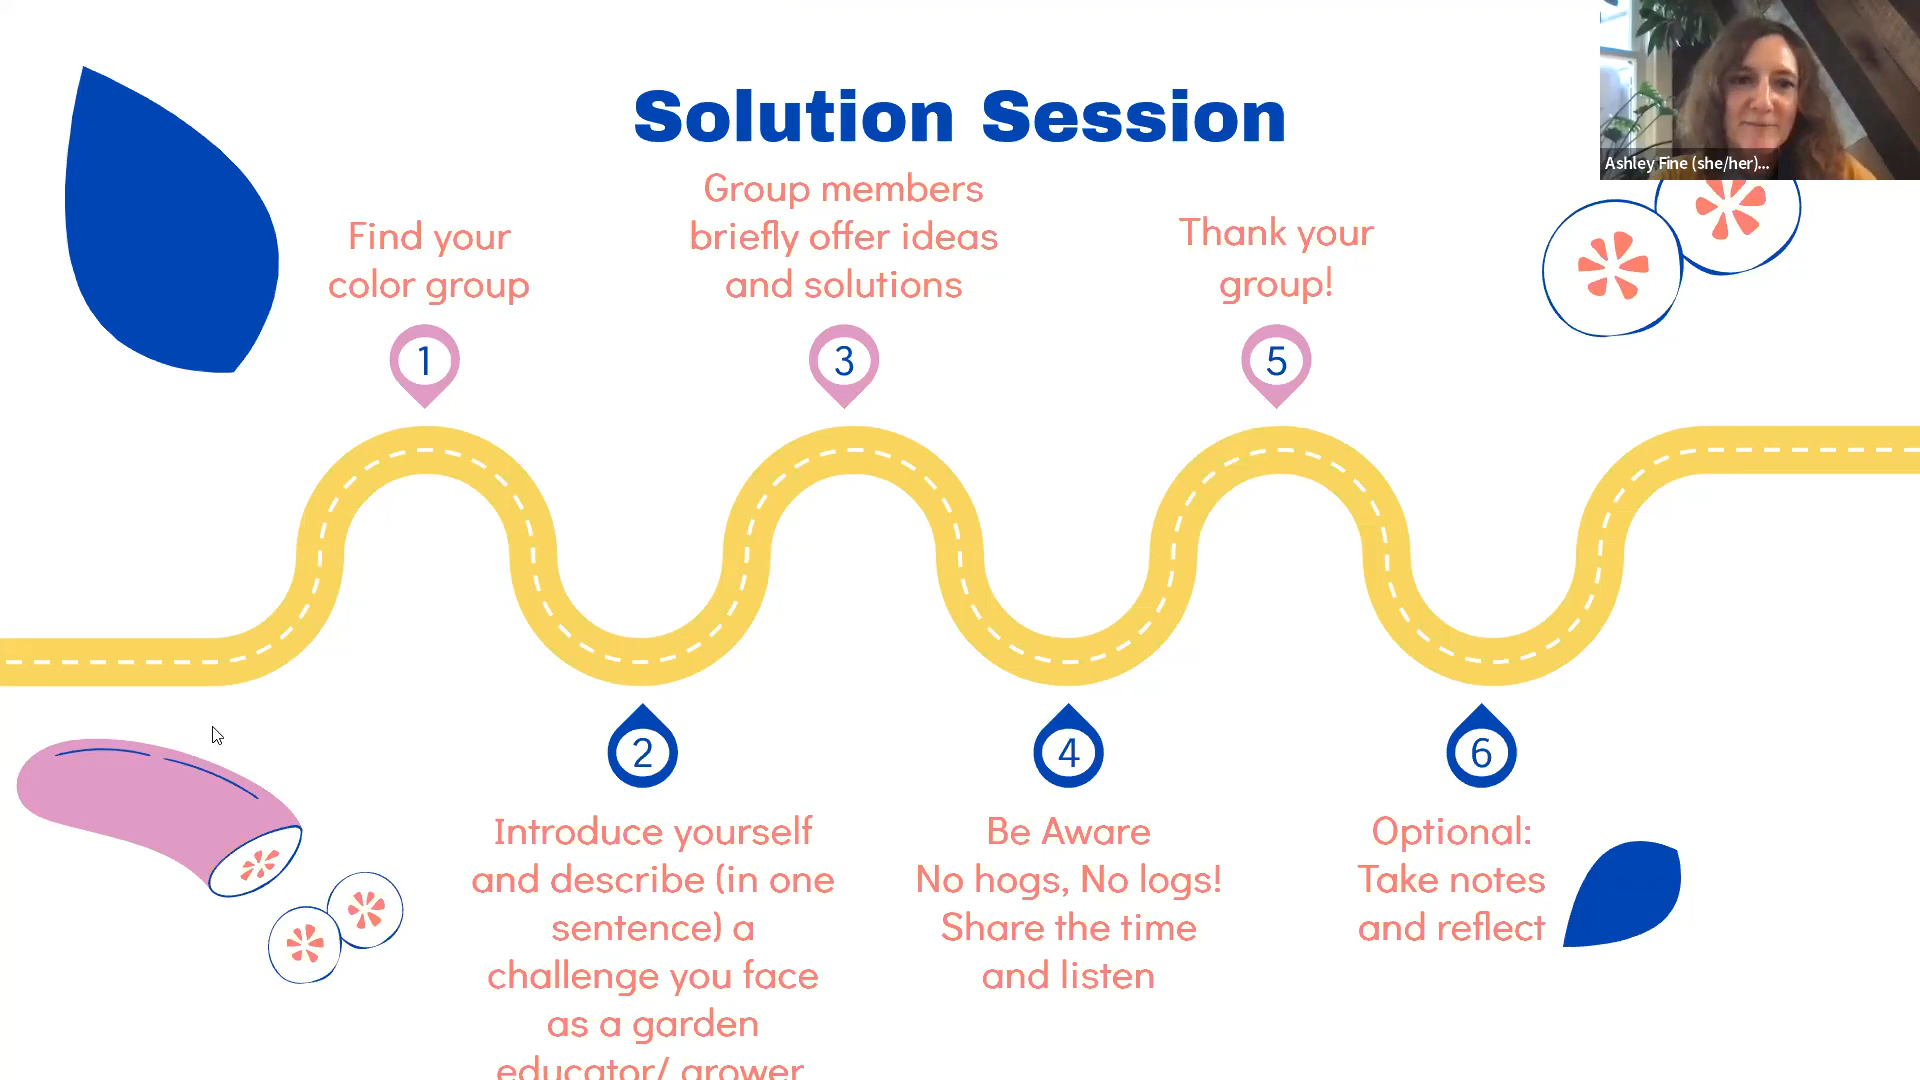 Solution Session
Ashley Fine (she/her)...
Find your
color group
1
Introduce yourself
and describe (in one
sentence) a
challenge you face
as a garden
educator/ grower
2
Group members
briefly offer ideas
and solutions
3
Be Aware
No hogs, No logs!
Share the time
and listen
4
Thank your
group!
5
Optional:
Take notes
and reflect
6